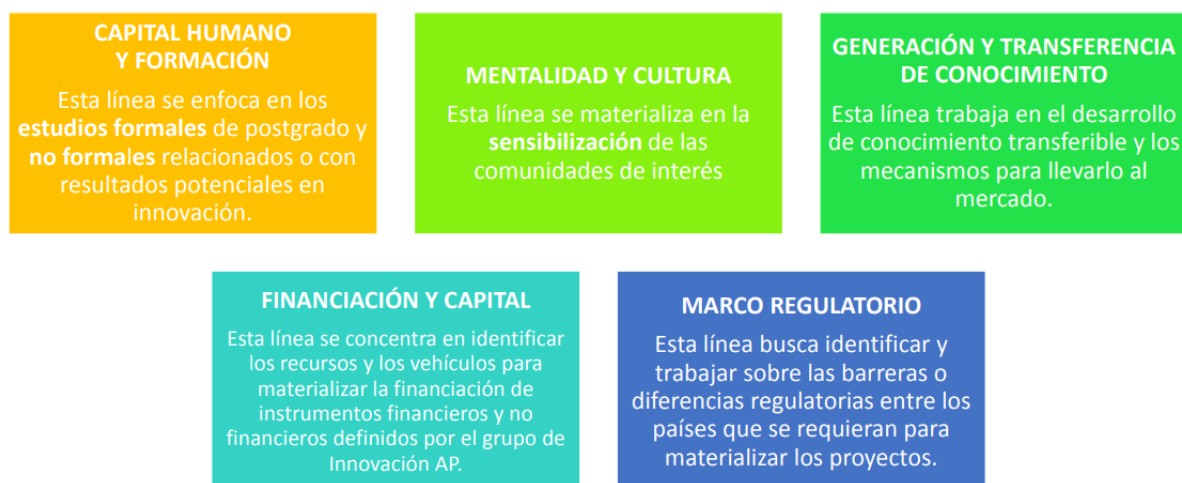 CAPITAL HUMANO
Y FORMACIÓN
Esta línea se enfoca en los
estudios formales de postgrado y
no formales relacionados o con
resultados potenciales en
innovación.
MENTALIDAD Y CULTURA
Esta línea se materializa en la
sensibilización de las
comunidades de interés
GENERACIÓN Y TRANSFERENCIA
DE CONOCIMIENTO
Esta línea trabaja en el desarrollo
de conocimiento transferible y los
mecanismos para llevarlo al
mercado.
FINANCIACIÓN Y CAPITAL
Esta línea se concentra en identificar
los recursos y los vehículos para
materializar la financiación de
instrumentos financieros y no
financieros definidos por el grupo de
Innovación AP.
MARCO REGULATORIO
Esta línea busca identificar y
trabajar sobre las barreras o
diferencias regulatorias entre los
países que se requieran para
materializar los proyectos.